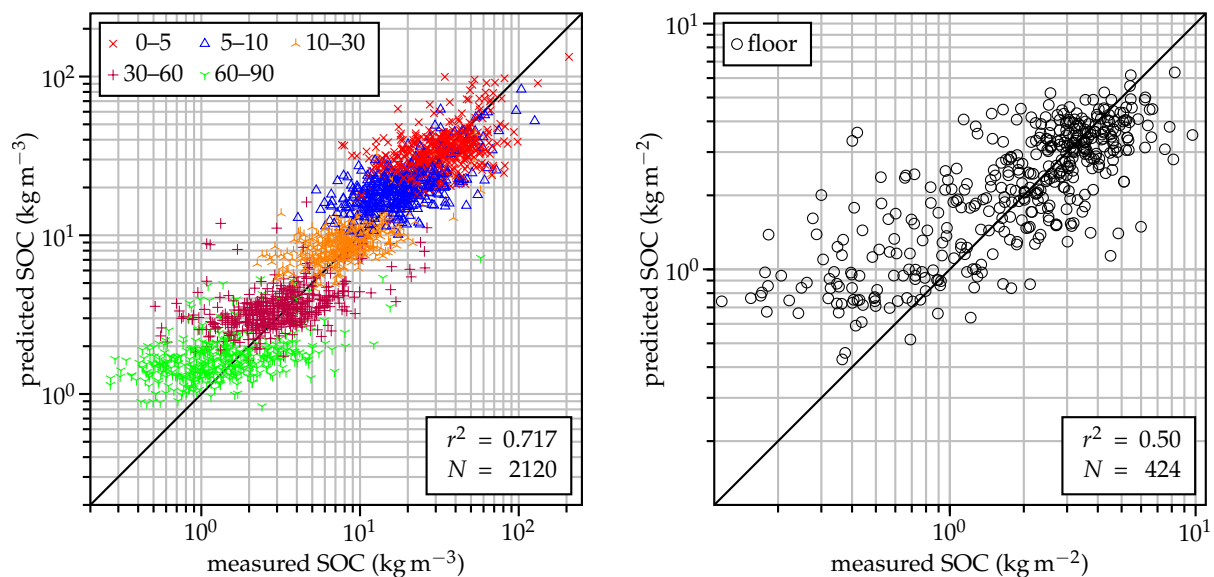 0–5 5–10 10–30
30–60 60–90
10²
10¹
10⁰
predicted SOC (kg m⁻³)
r² = 0.717
N = 2120
10⁰ 10¹ 10²
measured SOC (kg m⁻³)
floor
10¹
10⁰
predicted SOC (kg m⁻²)
r² = 0.50
N = 424
10⁰ 10¹
measured SOC (kg m⁻²)